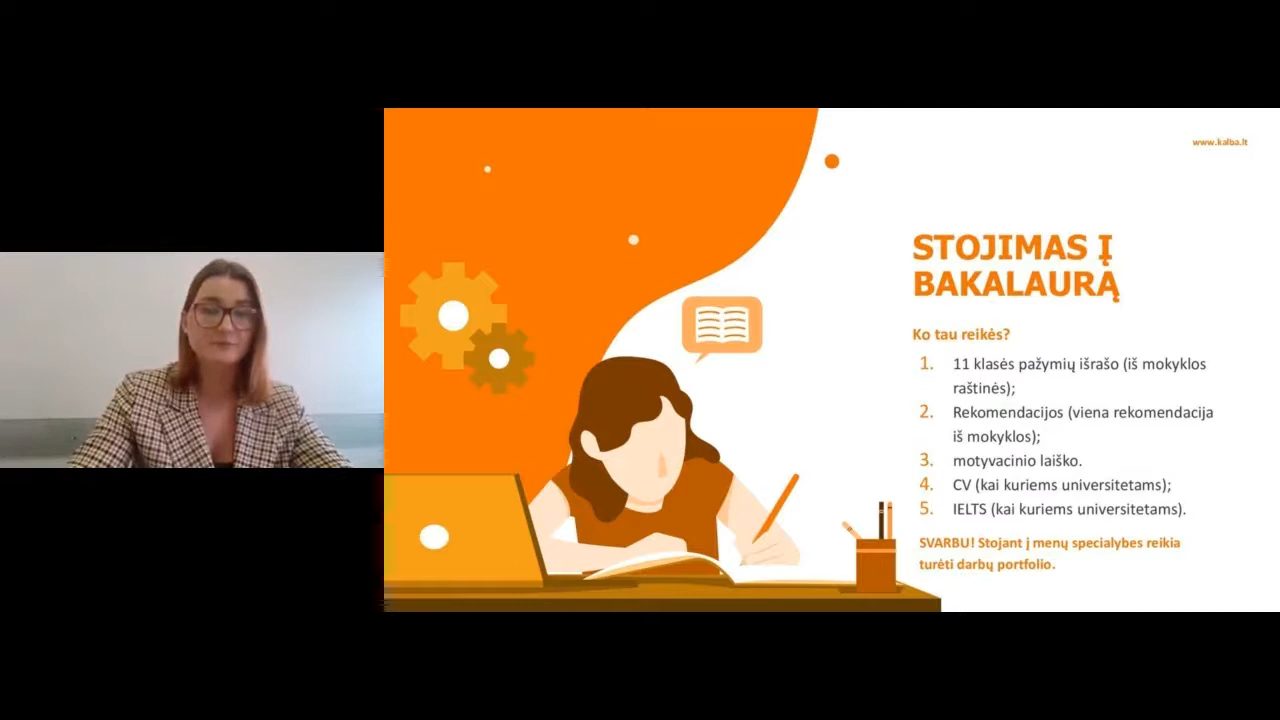 www.kalba.lt
STOJIMAS Į
BAKALAURĄ
Ko tau reikės?
1. 11 klasės pažymių išrašo (iš mokyklos
raštinės);
2. Rekomendacijos (viena rekomendacija
iš mokyklos);
3. motyvacinio laiško.
4. CV (kai kuriems universitetams);
5. IELTS (kai kuriems universitetams).
SVARBU! Stojant į menų specialybes reikia
turėti darbų portfolio.